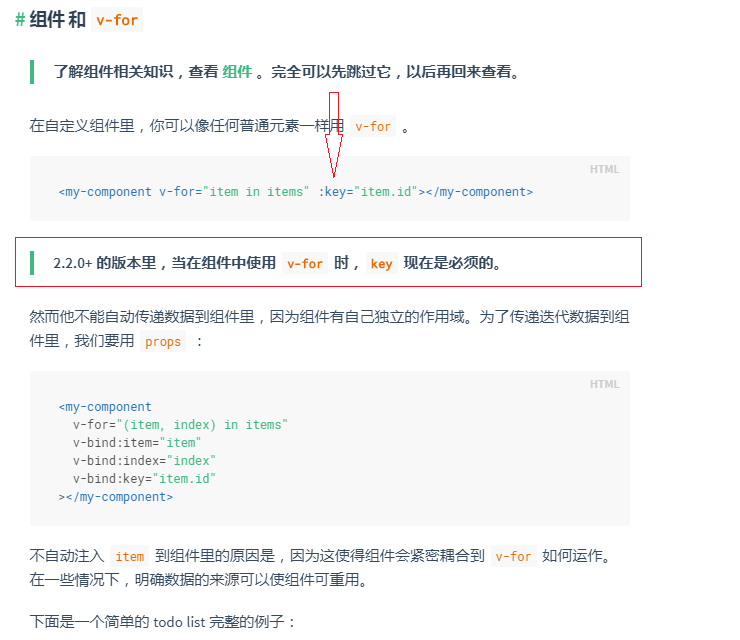 # 组件 和 v-for
了解组件相关知识，查看 组件 。完全可以先跳过它，以后再回来查看。
在自定义组件里，你可以像任何普通元素一样用 v-for 。
HTML
<my-component v-for="item in items" :key="item.id"></my-component>
2.2.0+ 的版本里，当在组件中使用 v-for 时， key 现在是必须的。
然而他不能自动传递数据到组件里，因为组件有自己独立的作用域。为了传递迭代数据到组
件里，我们要用 props ：
HTML
<my-component
v-for="(item, index) in items"
v-bind:item="item"
v-bind:index="index"
v-bind:key="item.id"
></my-component>
不自动注入 item 到组件里的原因是，因为这使得组件会紧密耦合到 v-for 如何运作。
在一些情况下，明确数据的来源可以使组件可重用。
下面是一个简单的 todo list 完整的例子：